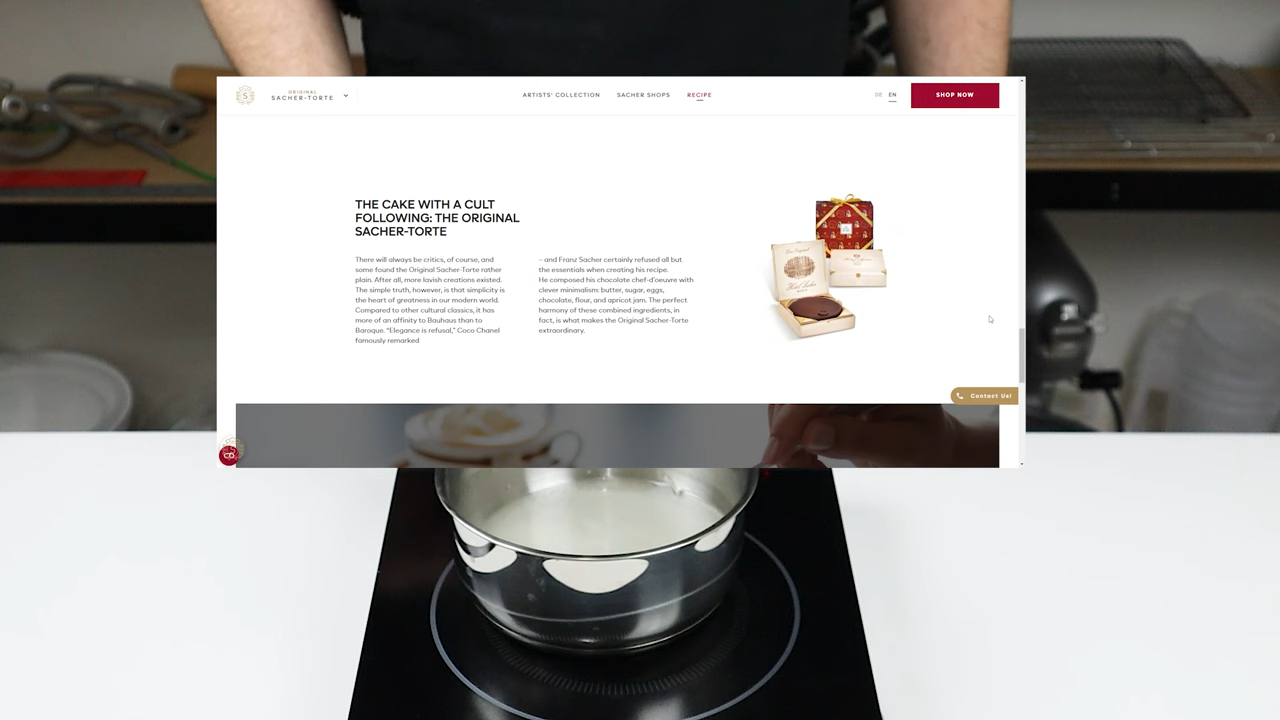 ORIGINAL
SACHER-TORTE
ARTISTS' COLLECTION
SACHER SHOPS
RECIPE
DE
EN
SHOP NOW
THE CAKE WITH A CULT
FOLLOWING: THE ORIGINAL
SACHER-TORTE
There will always be critics, of course, and
some found the Original Sacher-Torte rather
plain. After all, more lavish creations existed.
The simple truth, however, is that simplicity is
the heart of greatness in our modern world.
Compared to other cultural classics, it has
more of an affinity to Bauhaus than to
Baroque. “Elegance is refusal,” Coco Chanel
famously remarked
– and Franz Sacher certainly refused all but
the essentials when creating his recipe.
He composed his chocolate chef-d’oeuvre with
clever minimalism: butter, sugar, eggs,
chocolate, flour, and apricot jam. The perfect
harmony of these combined ingredients, in
fact, is what makes the Original Sacher-Torte
extraordinary.
Contact Us!